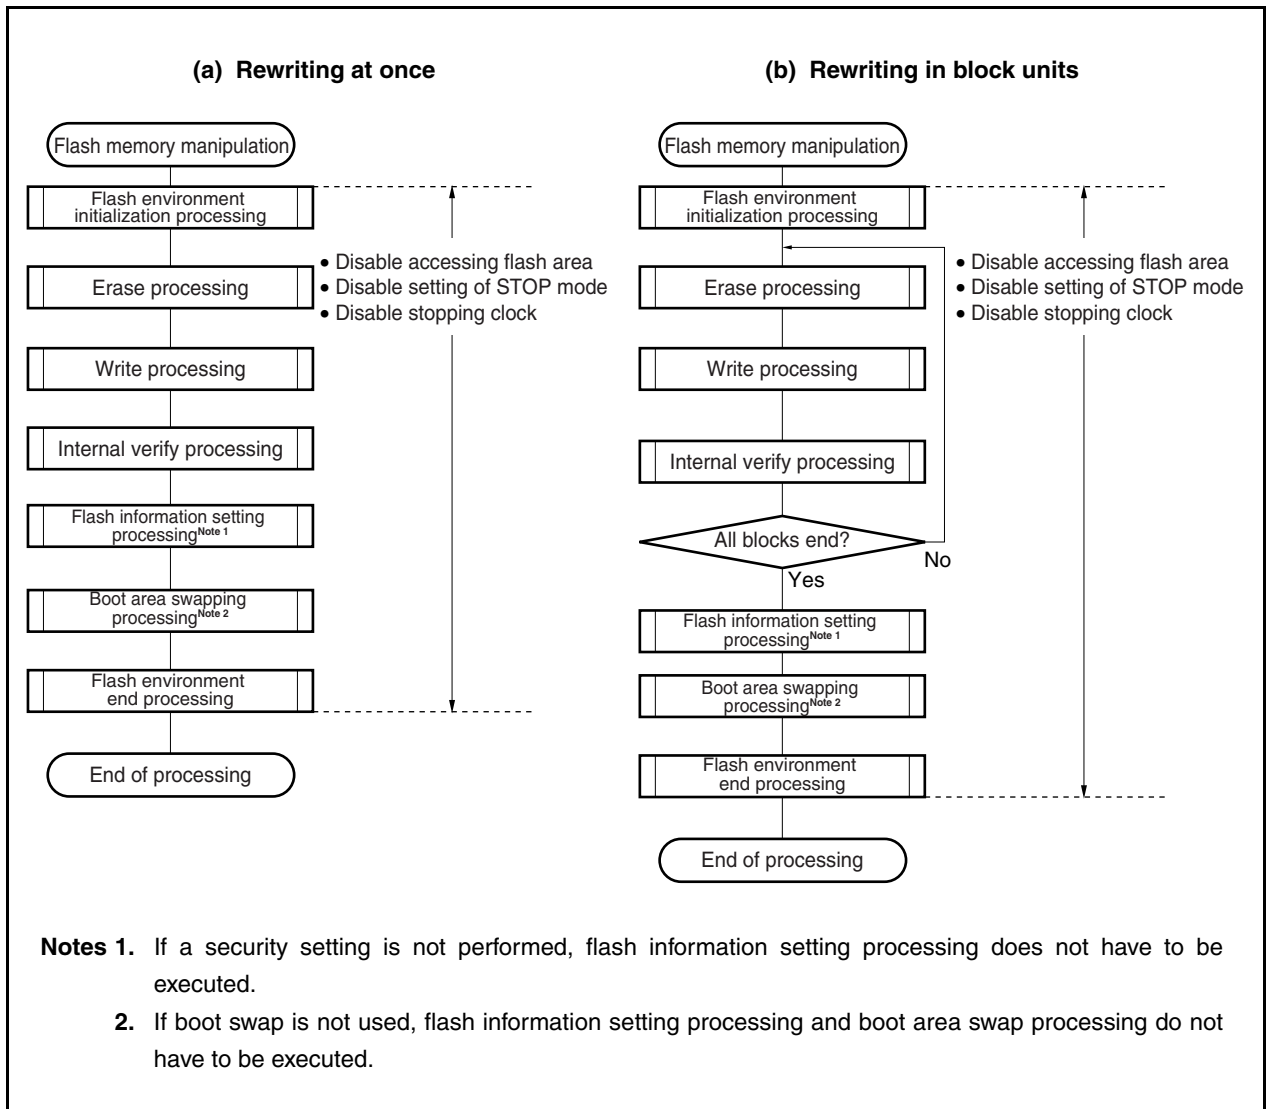 (a) Rewriting at once
Flash memory manipulation
Flash environment
initialization processing
• Disable accessing flash area
• Disable setting of STOP mode
• Disable stopping clock
Erase processing
Write processing
Internal verify processing
Flash information setting
processingNote 1
Boot area swapping
processingNote 2
Flash environment
end processing
End of processing
(b) Rewriting in block units
Flash memory manipulation
Flash environment
initialization processing
• Disable accessing flash area
• Disable setting of STOP mode
• Disable stopping clock
Erase processing
Write processing
Internal verify processing
All blocks end?
No
Yes
Flash information setting
processingNote 1
Boot area swapping
processingNote 2
Flash environment
end processing
End of processing
Notes 1. If a security setting is not performed, flash information setting processing does not have to be
executed.
2. If boot swap is not used, flash information setting processing and boot area swap processing do not
have to be executed.